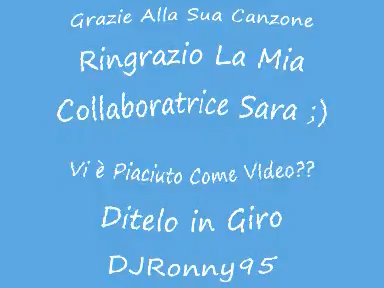 Grazie Alla Sua Canzone
Ringrazio La Mia
Collaboratrice Sara ;)
Vi è Piaciuto Come VIdeo??
Ditelo in Giro
DJRonny95